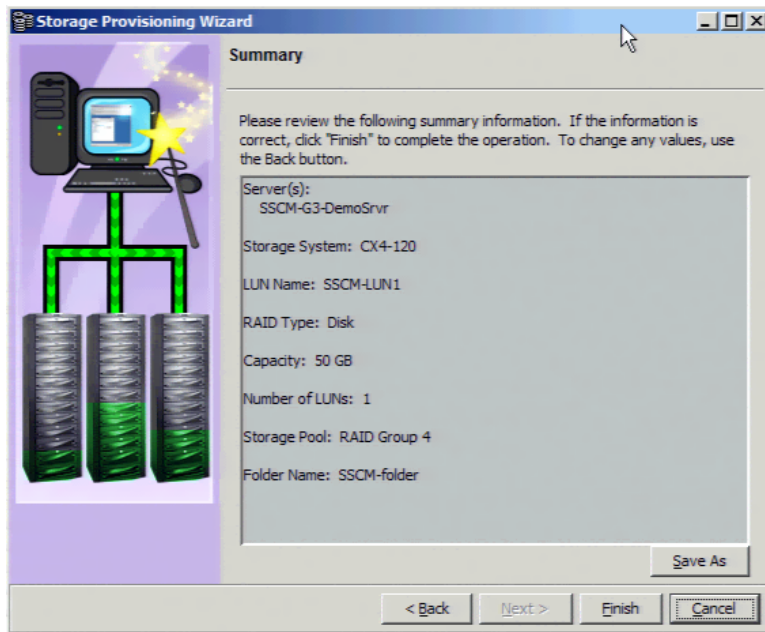 Storage Provisioning Wizard
Summary
Please review the following summary information. If the information is
correct, click "Finish" to complete the operation. To change any values, use
the Back button.
Server(s):
SSCM-G3-DemoSrvr
Storage System: CX4-120
LUN Name: SSCM-LUN1
RAID Type: Disk
Capacity: 50 GB
Number of LUNs: 1
Storage Pool: RAID Group 4
Folder Name: SSCM-folder
Save As
< Back Next > Finish Cancel